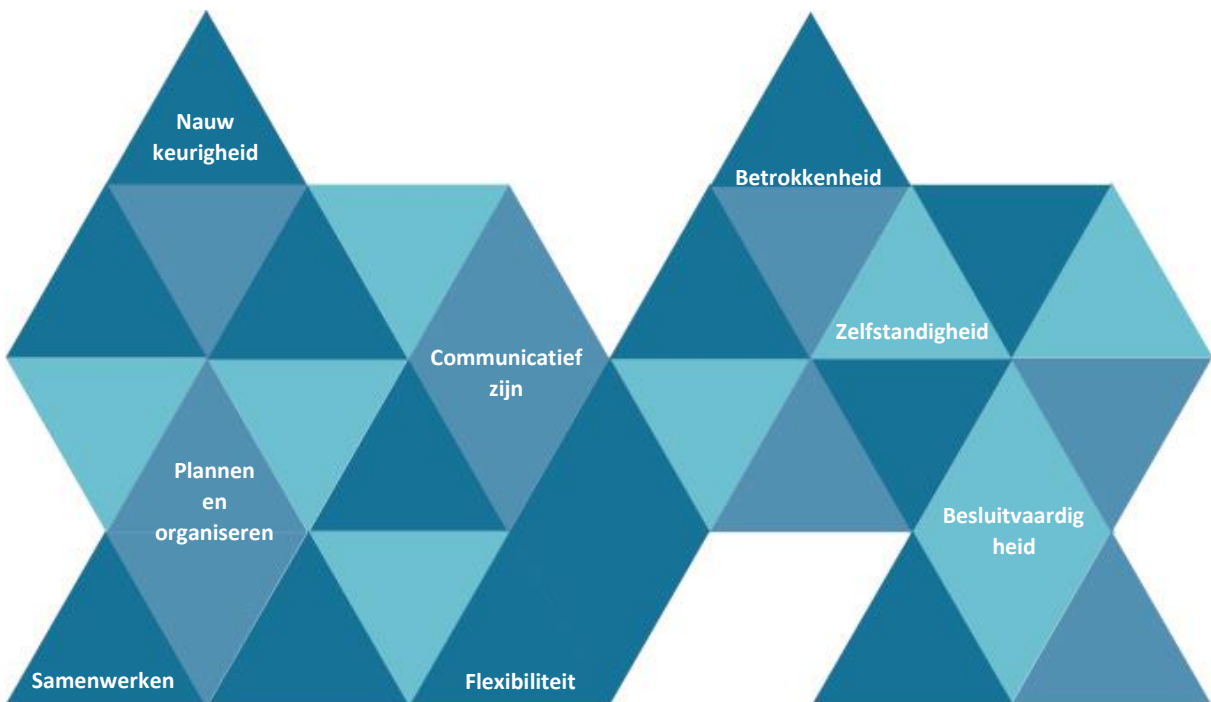 Nauw
keurigheid
Betrokkenheid
Zelfstandigheid
Communicatief
zijn
Plannen
en
organiseren
Besluitvaardig
heid
Samenwerken
Flexibiliteit